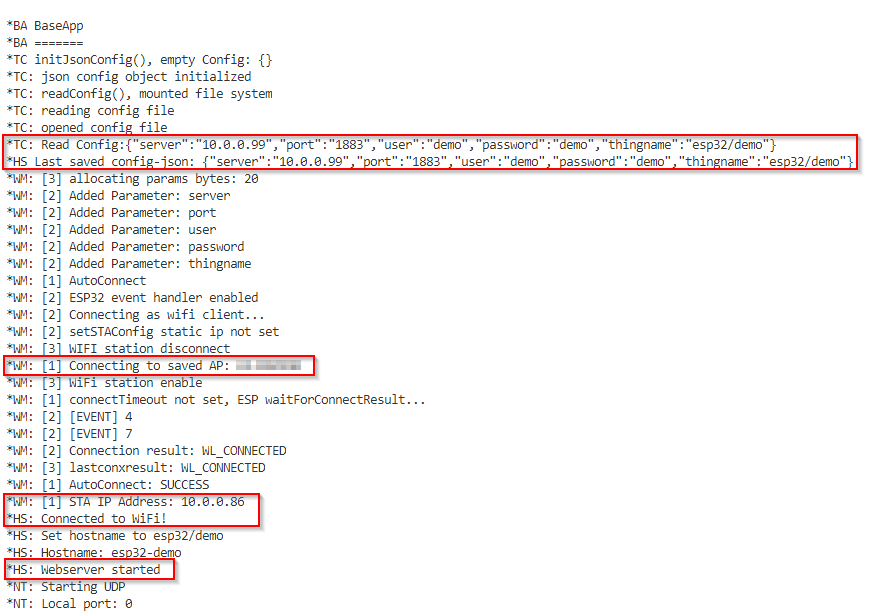 *BA BaseApp
*BA =======
*TC initJsonConfig(), empty Config: {}
*TC: json config object initialized
*TC: readConfig(), mounted file system
*TC: reading config file
*TC: opened config file
*TC: Read Config:{"server":"10.0.0.99","port":"1883","user":"demo","password":"demo","thingname":"esp32/demo"}
*HS Last saved config-json: {"server":"10.0.0.99","port":"1883","user":"demo","password":"demo","thingname":"esp32/demo"}
*WM: [3] allocating params bytes: 20
*WM: [2] Added Parameter: server
*WM: [2] Added Parameter: port
*WM: [2] Added Parameter: user
*WM: [2] Added Parameter: password
*WM: [2] Added Parameter: thingname
*WM: [1] AutoConnect
*WM: [2] ESP32 event handler enabled
*WM: [2] Connecting as wifi client...
*WM: [2] setSTAConfig static ip not set
*WM: [3] WIFI station disconnect
*WM: [1] Connecting to saved AP:
*WM: [3] WiFi station enable
*WM: [1] connectTimeout not set, ESP waitForConnectResult...
*WM: [2] [EVENT] 4
*WM: [2] [EVENT] 7
*WM: [2] Connection result: WL_CONNECTED
*WM: [3] lastconxresult: WL_CONNECTED
*WM: [1] AutoConnect: SUCCESS
*WM: [1] STA IP Address: 10.0.0.86
*HS: Connected to WiFi!
*HS: Set hostname to esp32/demo
*HS: Hostname: esp32-demo
*HS: Webserver started
*NT: Starting UDP
*NT: Local port: 0